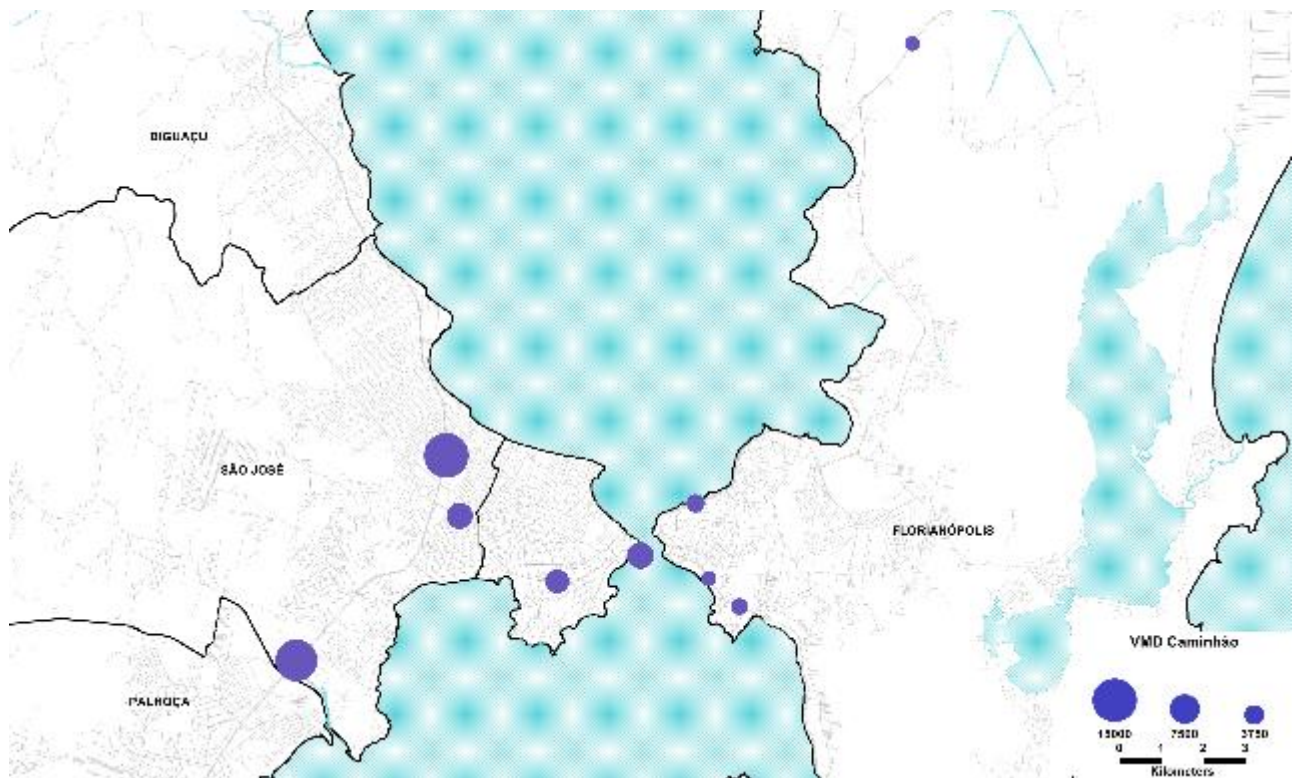 BIGUAÇU
SÃO JOSÉ
FLORIANÓPOLIS
PALHOÇA
VMD Caminhão
15000 7500 3750
0 1 2 3
Kilometers